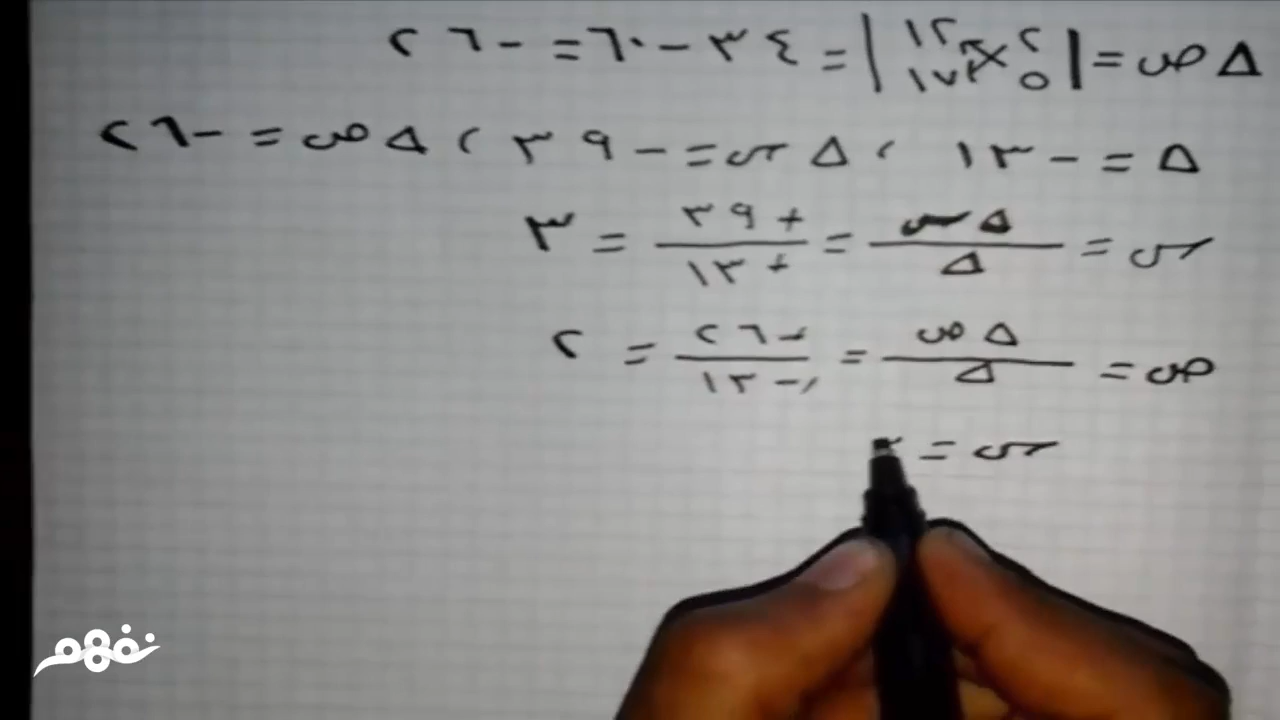 Δص = | ٢ ١٢ ٥ ١٧ | = ٣٤ − ٦٠ = −٢٦
Δ = −١٣ ، Δس = −٣٩ ، Δص = −٢٦
س = Δس / Δ = +٣٩ / +١٣ = ٣
ص = Δص / Δ = −٢٦ / −١٣ = ٢
س =
نفهم